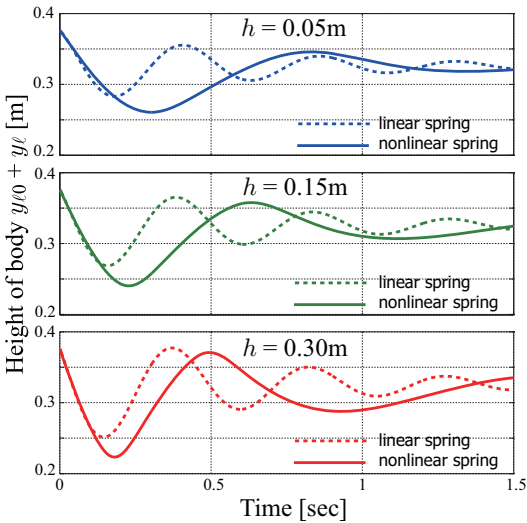 Height of body yℓ0 + yℓ [m]
0.4
h = 0.05m
0.3
linear spring
nonlinear spring
0.2
0.4
h = 0.15m
0.3
linear spring
nonlinear spring
0.2
0.4
h = 0.30m
0.3
linear spring
nonlinear spring
0.2
0 0.5 1 1.5
Time [sec]